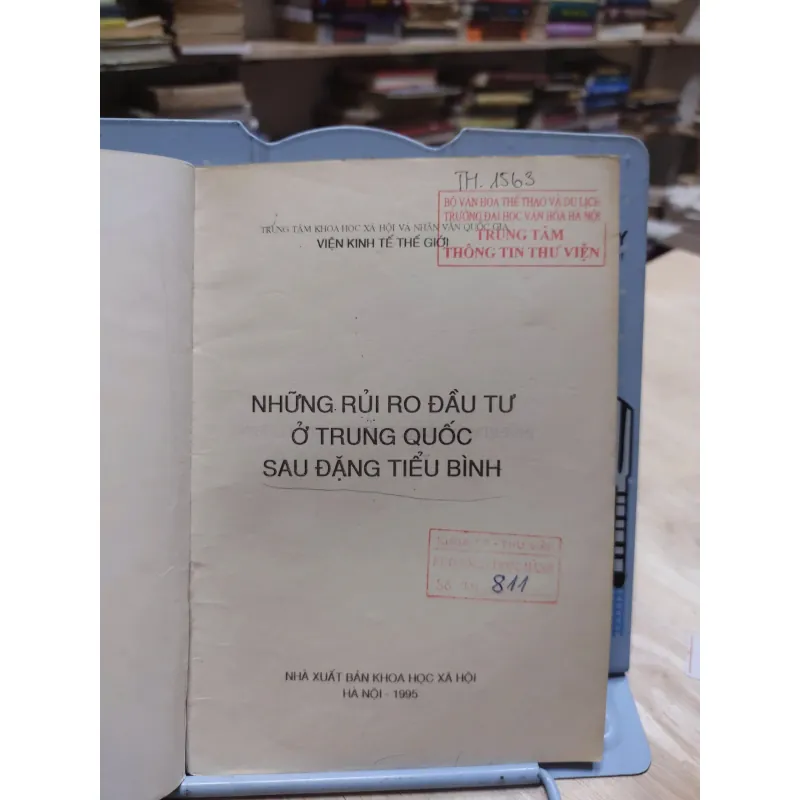 TH. 1563
BỘ VĂN HÓA THỂ THAO VÀ DU LỊCH
TRƯỜNG ĐẠI HỌC VĂN HÓA HÀ NỘI
TRUNG TÂM
THÔNG TIN THƯ VIỆN
TRUNG TÂM KHOA HỌC XÃ HỘI VÀ NHÂN VĂN QUỐC GIA
VIỆN KINH TẾ THẾ GIỚI
NHỮNG RỦI RO ĐẦU TƯ
Ở TRUNG QUỐC
SAU ĐẶNG TIỂU BÌNH
811
NHÀ XUẤT BẢN KHOA HỌC XÃ HỘI
HÀ NỘI - 1995